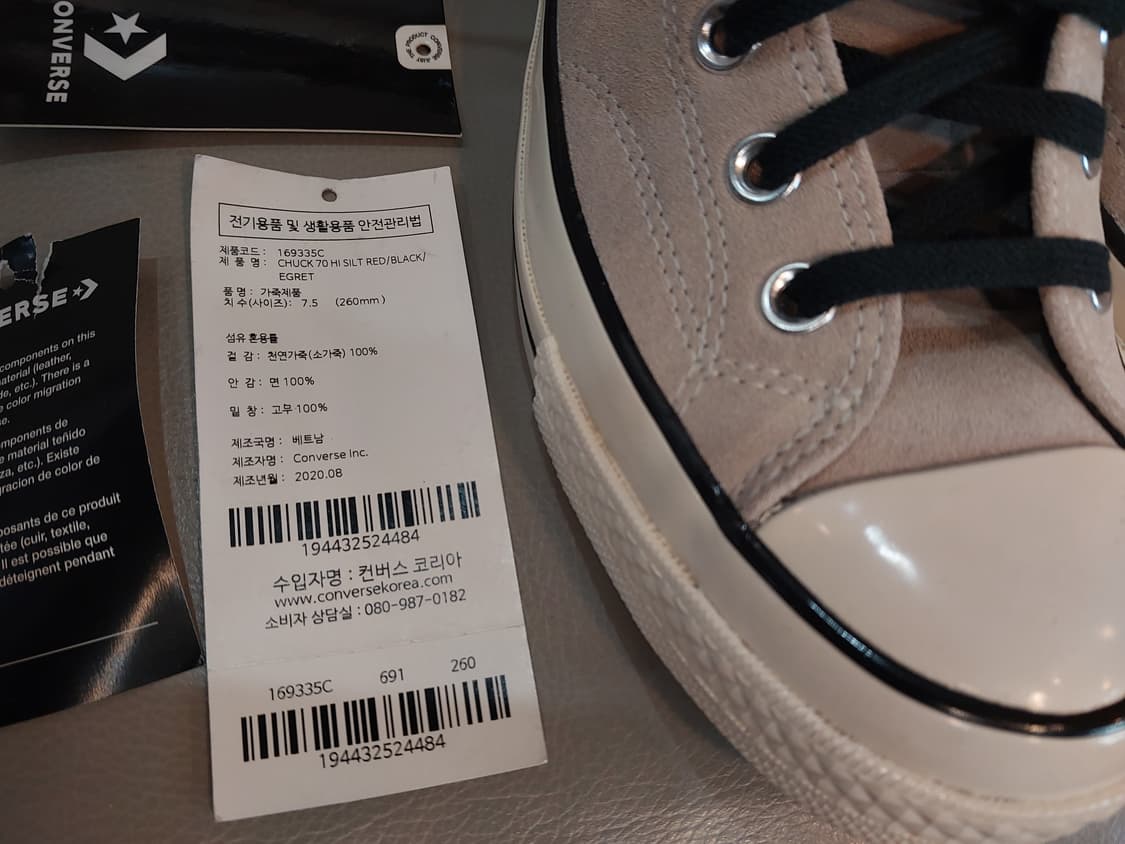 CONVERSE
전기용품 및 생활용품 안전관리법
제품코드 : 169335C
제 품 명 : CHUCK 70 HI SILT RED/BLACK/
EGRET
품 명 : 가죽제품
치 수(사이즈) : 7.5 (260mm)
섬유 혼용률
겉 감 : 천연가죽(소가죽) 100%
안 감 : 면 100%
밑 창 : 고무 100%
제조국명 : 베트남
제조자명 : Converse Inc.
제조년월 : 2020.08
194432524484
수입자명 : 컨버스 코리아
www.conversekorea.com
소비자 상담실 : 080-987-0182
169335C 691 260
194432524484
ERSE
components on this
aterial (leather,
de, etc.). There is a
e color migration
se.
mponents de
e material teñido
za, etc.). Existe
gracion de color de
posants de ce produit
tée (cuir, textile,
Il est possible que
déteignent pendant